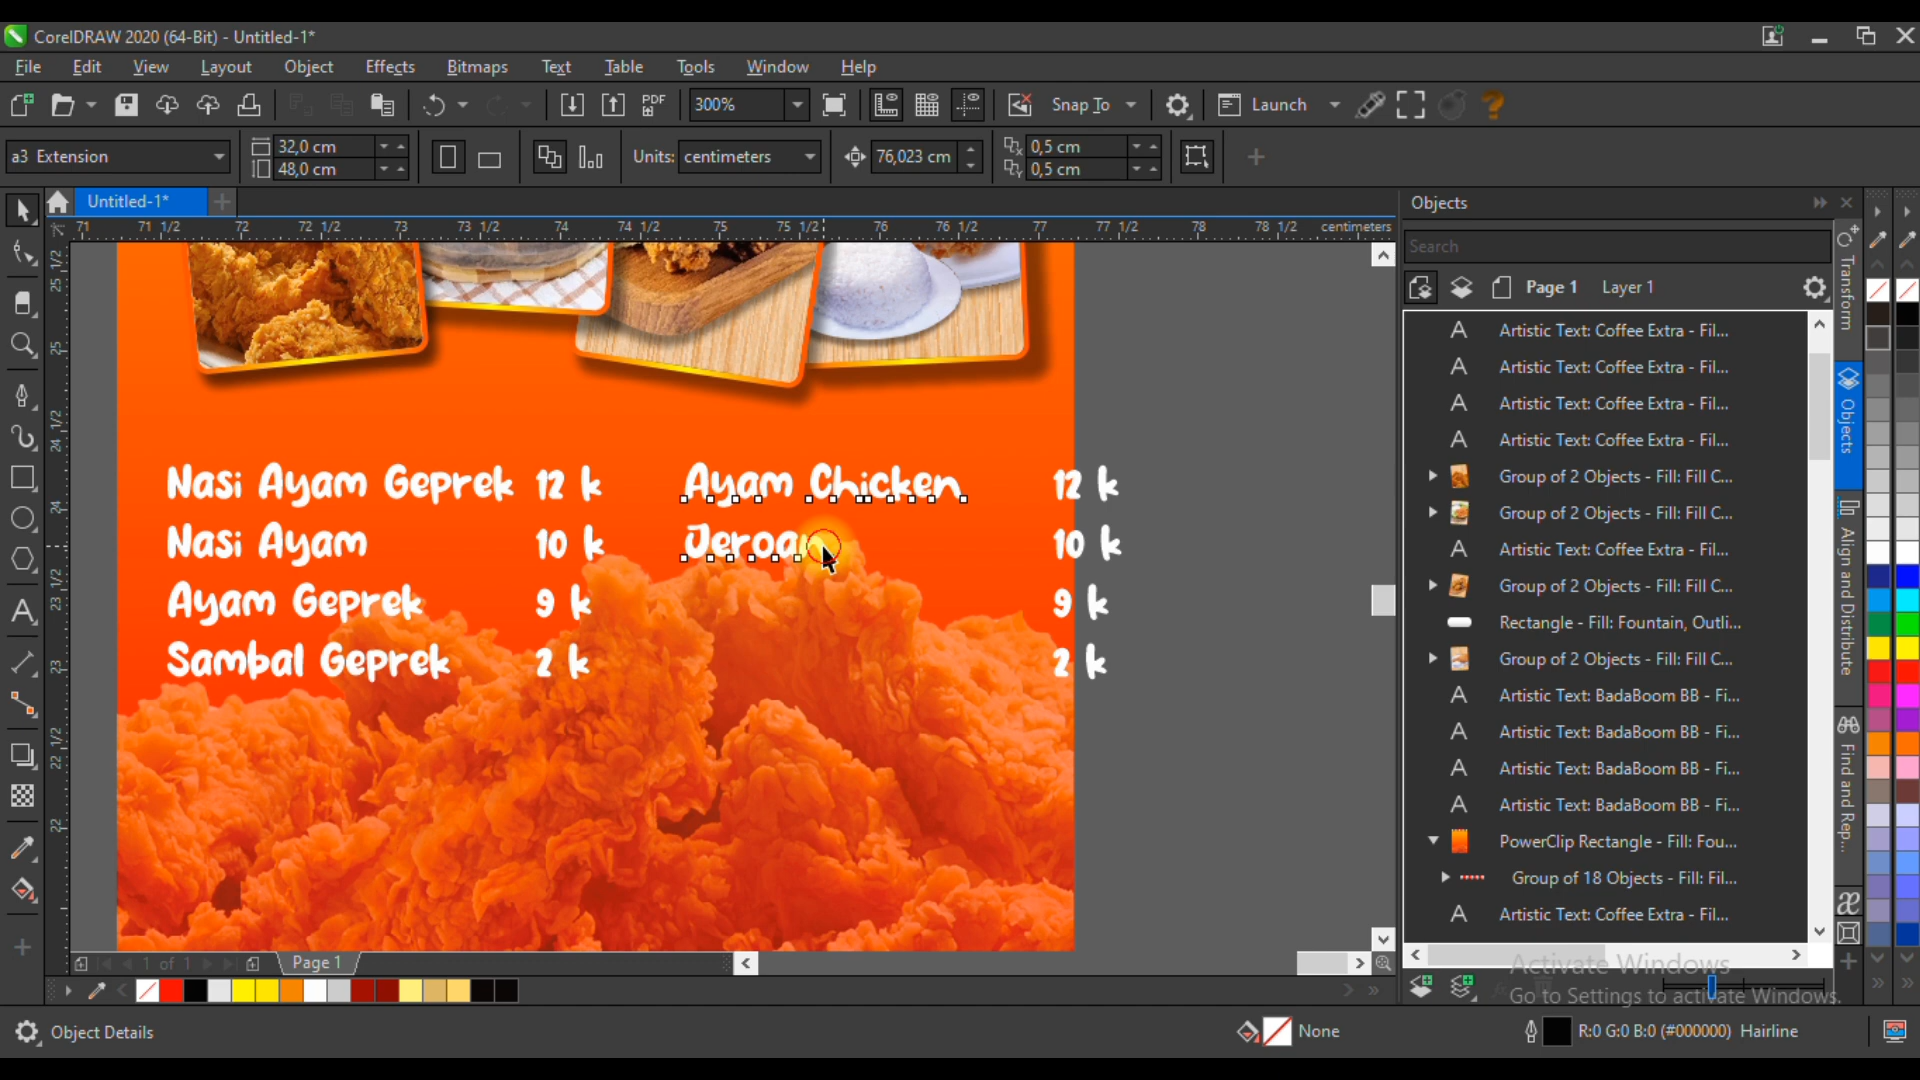 CorelDRAW 2020 (64-Bit) - Untitled-1*
File Edit View Layout Object Effects Bitmaps Text Table Tools Window Help
PDF 300% Snap To Launch
a3 Extension 32,0 cm 48,0 cm Units: centimeters 76,023 cm 0,5 cm 0,5 cm
Untitled-1*
71 71 1/2 72 72 1/2 73 73 1/2 74 74 1/2 75 75 1/2 76 76 1/2 77 77 1/2 78 78 1/2 centimeters
Nasi Ayam Geprek 12 k Ayam Chicken 12 k
Nasi Ayam 10 k Jeroan 10 k
Ayam Geprek 9 k 9 k
Sambal Geprek 2 k 2 k
Objects
Search
Page 1 Layer 1
Artistic Text: Coffee Extra - Fil...
Artistic Text: Coffee Extra - Fil...
Artistic Text: Coffee Extra - Fil...
Artistic Text: Coffee Extra - Fil...
Group of 2 Objects - Fill: Fill C...
Group of 2 Objects - Fill: Fill C...
Artistic Text: Coffee Extra - Fil...
Group of 2 Objects - Fill: Fill C...
Rectangle - Fill: Fountain, Outli...
Group of 2 Objects - Fill: Fill C...
Artistic Text: BadaBoom BB - Fi...
Artistic Text: BadaBoom BB - Fi...
Artistic Text: BadaBoom BB - Fi...
Artistic Text: BadaBoom BB - Fi...
PowerClip Rectangle - Fill: Fou...
Group of 18 Objects - Fill: Fil...
Artistic Text: Coffee Extra - Fil...
Transform
Objects
Align and Distribute
Find and Rep...
1 of 1 Page 1
Activate Windows
Go to Settings to activate Windows.
Object Details None R:0 G:0 B:0 (#000000) Hairline